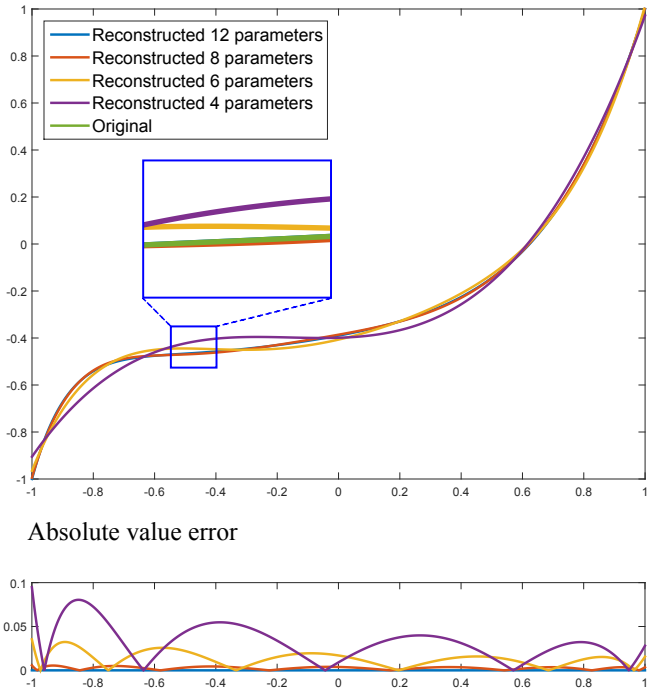 1
0.8
0.6
0.4
0.2
0
-0.2
-0.4
-0.6
-0.8
-1
Reconstructed 12 parameters
Reconstructed 8 parameters
Reconstructed 6 parameters
Reconstructed 4 parameters
Original
-1 -0.8 -0.6 -0.4 -0.2 0 0.2 0.4 0.6 0.8 1
Absolute value error
0.1
0.05
0
-1 -0.8 -0.6 -0.4 -0.2 0 0.2 0.4 0.6 0.8 1